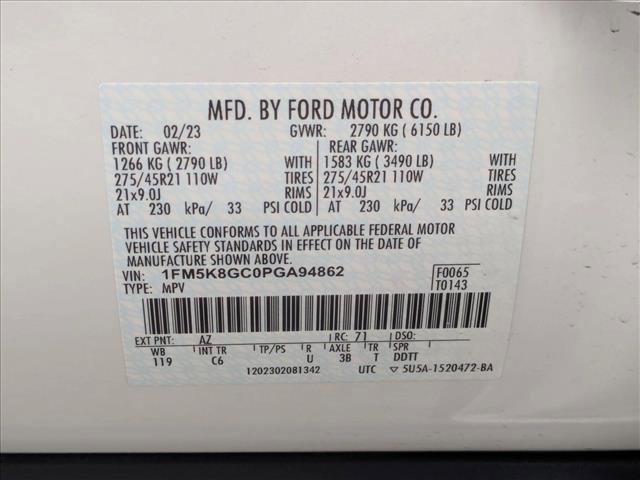 MFD. BY FORD MOTOR CO.
DATE: 02/23 GVWR: 2790 KG ( 6150 LB)
FRONT GAWR: REAR GAWR:
1266 KG ( 2790 LB) WITH 1583 KG ( 3490 LB) WITH
275/45R21 110W TIRES 275/45R21 110W TIRES
21x9.0J RIMS 21x9.0J RIMS
AT 230 kPa/ 33 PSI COLD AT 230 kPa/ 33 PSI COLD
THIS VEHICLE CONFORMS TO ALL APPLICABLE FEDERAL MOTOR
VEHICLE SAFETY STANDARDS IN EFFECT ON THE DATE OF
MANUFACTURE SHOWN ABOVE.
VIN: 1FM5K8GC0PGA94862 F0065
TYPE: MPV T0143
EXT PNT: AZ RC: 71 DSO:
WB INT TR TP/PS R AXLE TR SPR
119 C6 U 3B T DDTT
1202302081342 UTC ▽ 5U5A-1520472-BA